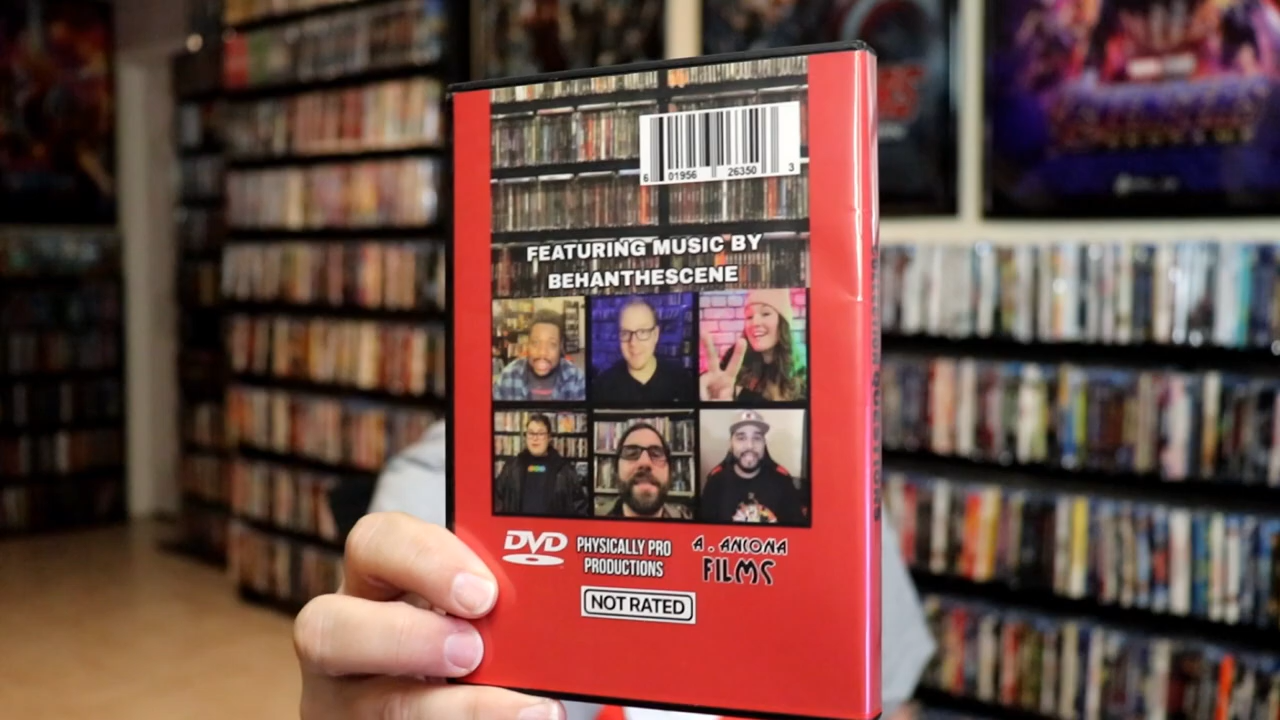 6 01956 26350 3
FEATURING MUSIC BY
BEHANTHESCENE
DVD
PHYSICALLY PRO
PRODUCTIONS
A. ANCONA
FILMS
NOT RATED